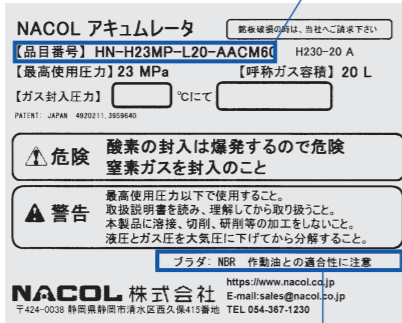 NACOL アキュムレータ
銘板破損の時は、当社へご請求下さい
【品目番号】 HN-H23MP-L20-AACM60 H230-20 A
【最高使用圧力】23 MPa 【呼称ガス容積】20 L
【ガス封入圧力】 ℃にて
PATENT: JAPAN 4920211,3959640
危険 酸素の封入は爆発するので危険
窒素ガスを封入のこと
警告 最高使用圧力以下で使用すること。
取扱説明書を読み、理解してから取り扱うこと。
本製品に溶接、切削、研削等の加工をしないこと。
液圧とガス圧を大気圧に下げてから分解すること。
ブラダ: NBR 作動油との適合性に注意
NACOL 株式会社
https://www.nacol.co.jp
E-mail:sales@nacol.co.jp
〒424-0038 静岡県静岡市清水区西久保415番地 TEL 054-367-1230